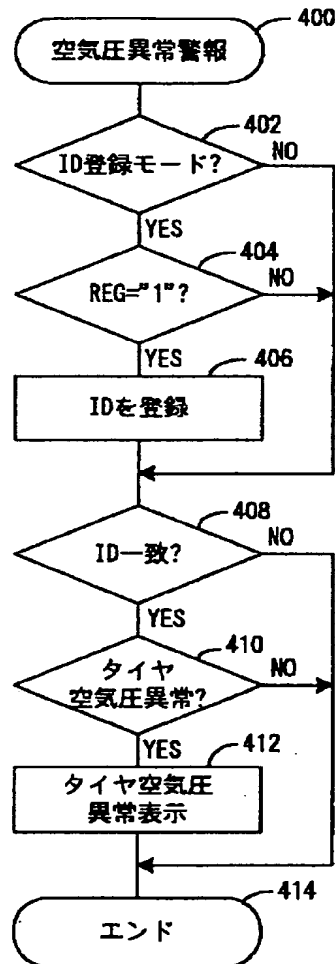 400
空気圧異常警報
402
ID登録モード?
NO
YES
404
REG="1"?
NO
YES
406
IDを登録
408
ID一致?
NO
YES
410
タイヤ
空気圧異常?
NO
YES
412
タイヤ空気圧
異常表示
414
エンド